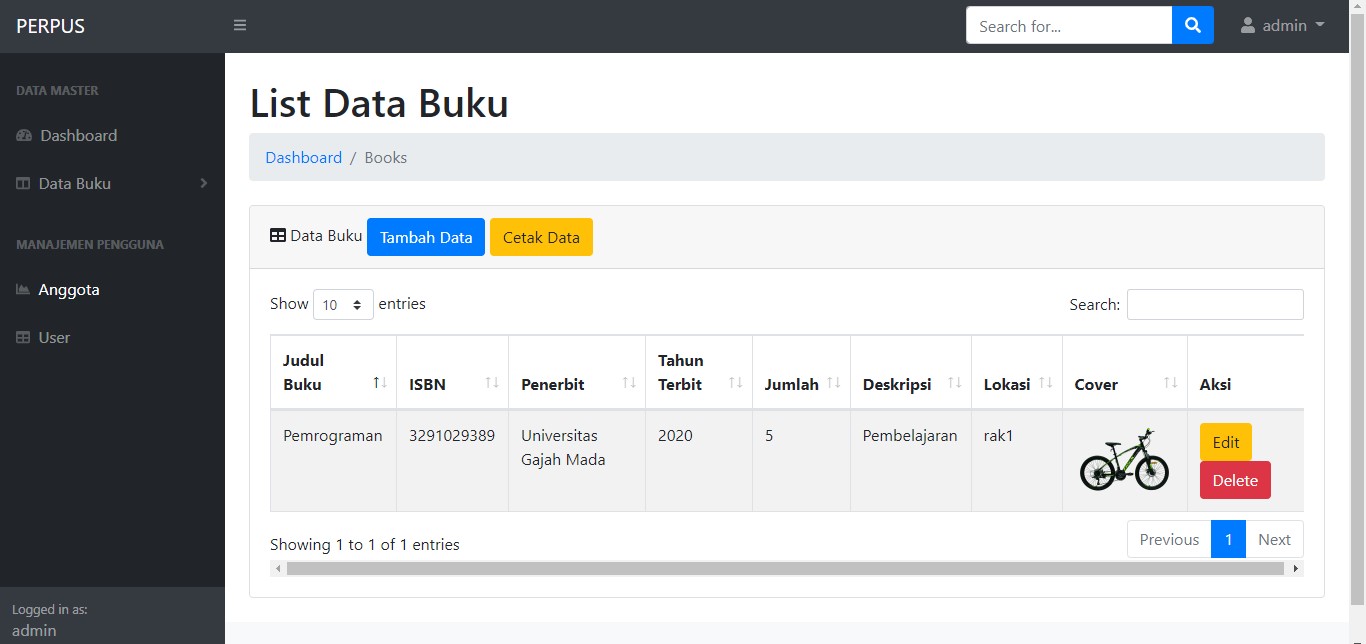 PERPUS
Search for...
admin
DATA MASTER
Dashboard
Data Buku
MANAJEMEN PENGGUNA
Anggota
User
Logged in as:
admin
List Data Buku
Dashboard / Books
Data Buku Tambah Data Cetak Data
Show 10 entries
Search:
Judul Buku ISBN Penerbit Tahun Terbit Jumlah Deskripsi Lokasi Cover Aksi
Pemrograman 3291029389 Universitas Gajah Mada 2020 5 Pembelajaran rak1 Edit
Delete
Showing 1 to 1 of 1 entries
Previous 1 Next